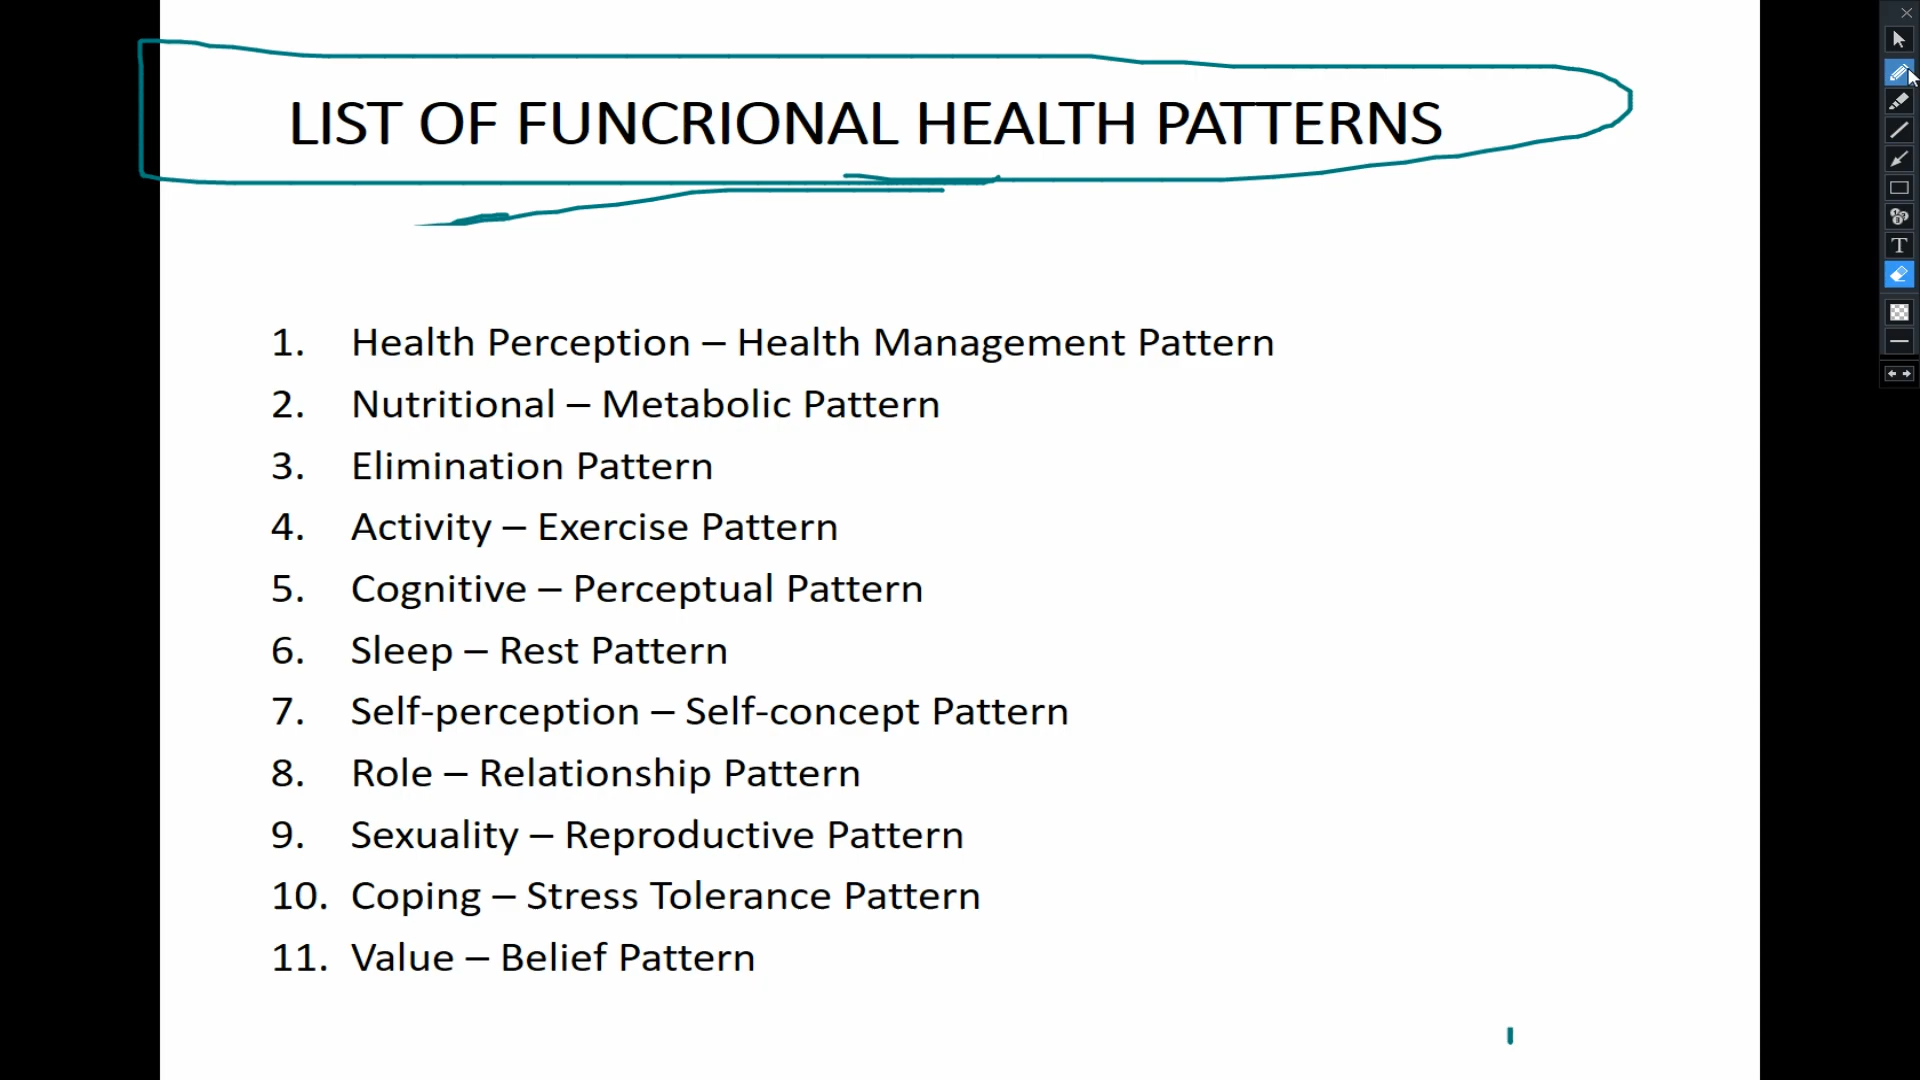 LIST OF FUNCRIONAL HEALTH PATTERNS
1. Health Perception – Health Management Pattern
2. Nutritional – Metabolic Pattern
3. Elimination Pattern
4. Activity – Exercise Pattern
5. Cognitive – Perceptual Pattern
6. Sleep – Rest Pattern
7. Self-perception – Self-concept Pattern
8. Role – Relationship Pattern
9. Sexuality – Reproductive Pattern
10. Coping – Stress Tolerance Pattern
11. Value – Belief Pattern